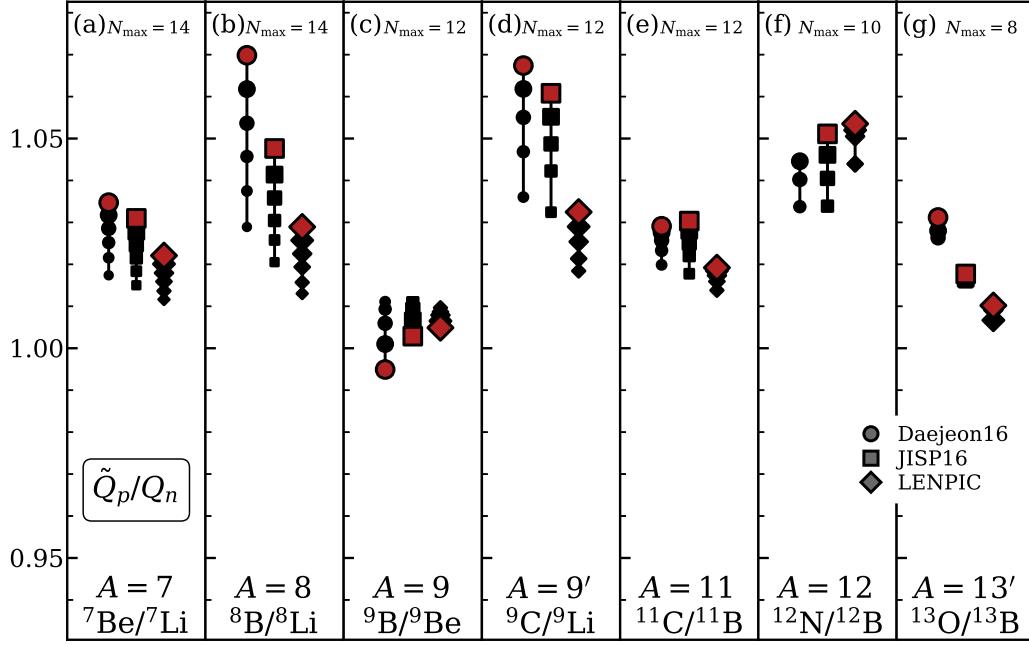 (a) N_max = 14
(b) N_max = 14
(c) N_max = 12
(d) N_max = 12
(e) N_max = 12
(f) N_max = 10
(g) N_max = 8
1.05
1.00
0.95
Daejeon16
JISP16
LENPIC
Q̃_p/Q_n
A = 7
⁷Be/⁷Li
A = 8
⁸B/⁸Li
A = 9
⁹B/⁹Be
A = 9′
⁹C/⁹Li
A = 11
¹¹C/¹¹B
A = 12
¹²N/¹²B
A = 13′
¹³O/¹³B